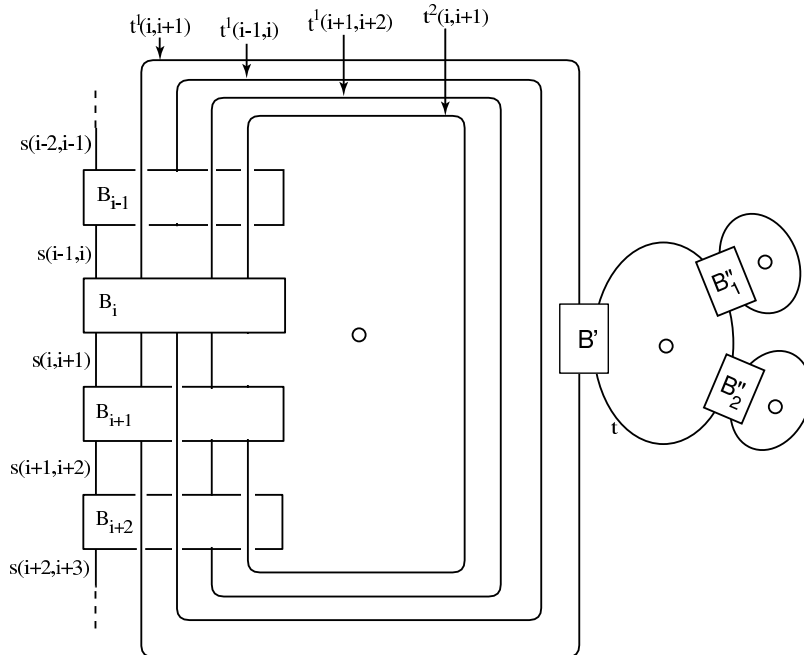 t¹(i,i+1)
t¹(i-1,i)
t¹(i+1,i+2)
t²(i,i+1)
s(i-2,i-1)
B_{i-1}
s(i-1,i)
B_i
s(i,i+1)
B_{i+1}
s(i+1,i+2)
B_{i+2}
s(i+2,i+3)
B'
t
B''_1
B''_2